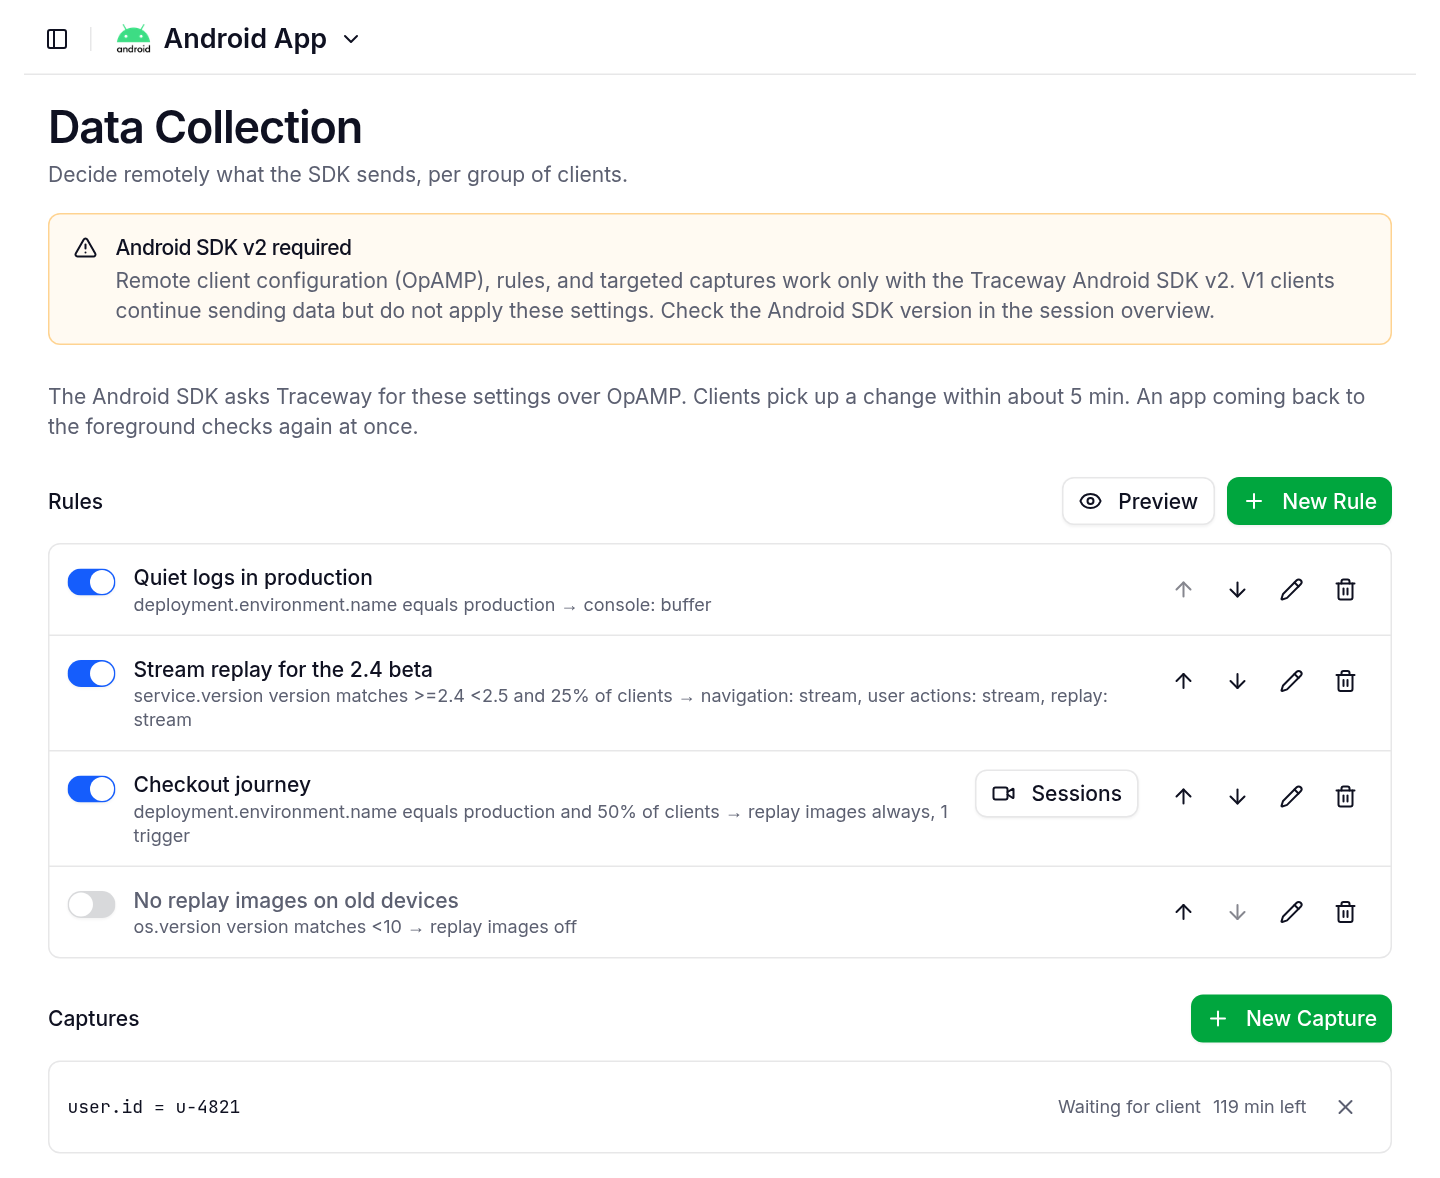 android
Android App
Data Collection
Decide remotely what the SDK sends, per group of clients.
Android SDK v2 required
Remote client configuration (OpAMP), rules, and targeted captures work only with the Traceway Android SDK v2. V1 clients
continue sending data but do not apply these settings. Check the Android SDK version in the session overview.
The Android SDK asks Traceway for these settings over OpAMP. Clients pick up a change within about 5 min. An app coming back to
the foreground checks again at once.
Rules
Preview
New Rule
Quiet logs in production
deployment.environment.name equals production → console: buffer
Stream replay for the 2.4 beta
service.version version matches >=2.4 <2.5 and 25% of clients → navigation: stream, user actions: stream, replay:
stream
Checkout journey
deployment.environment.name equals production and 50% of clients → replay images always, 1
trigger
Sessions
No replay images on old devices
os.version version matches <10 → replay images off
Captures
New Capture
user.id = u-4821
Waiting for client 119 min left